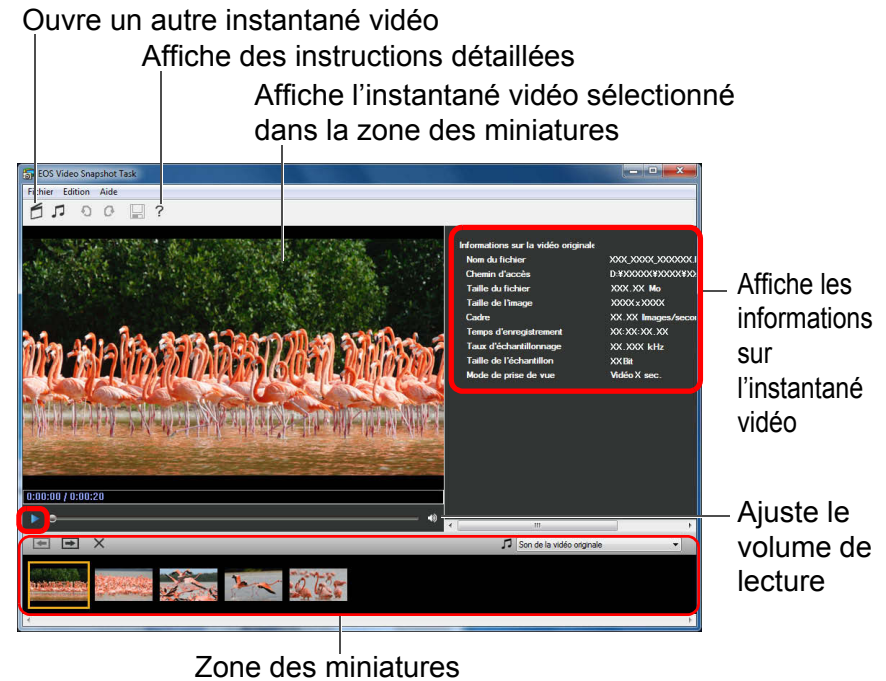 Ouvre un autre instantané vidéo
Affiche des instructions détaillées
Affiche l’instantané vidéo sélectionné
dans la zone des miniatures
EOS Video Snapshot Task
Fichier Edition Aide
?
Informations sur la vidéo originale
Nom du fichier XXX_XXXX_XXXXXX.
Chemin d'accès D:¥XXXXX¥XXXX¥XX
Taille du fichier XXX.XX Mo
Taille de l'image XXXXxXXXX
Cadre XX.XX Images/secon
Temps d'enregistrement XX:XX:XX.XX
Taux d'échantillonnage XX.XXX kHz
Taille de l'échantillon XXBit
Mode de prise de vue Vidéo X sec.
Affiche les
informations
sur
l’instantané
vidéo
0:00:00 / 0:00:20
Ajuste le
volume de
lecture
Son de la vidéo originale
Zone des miniatures